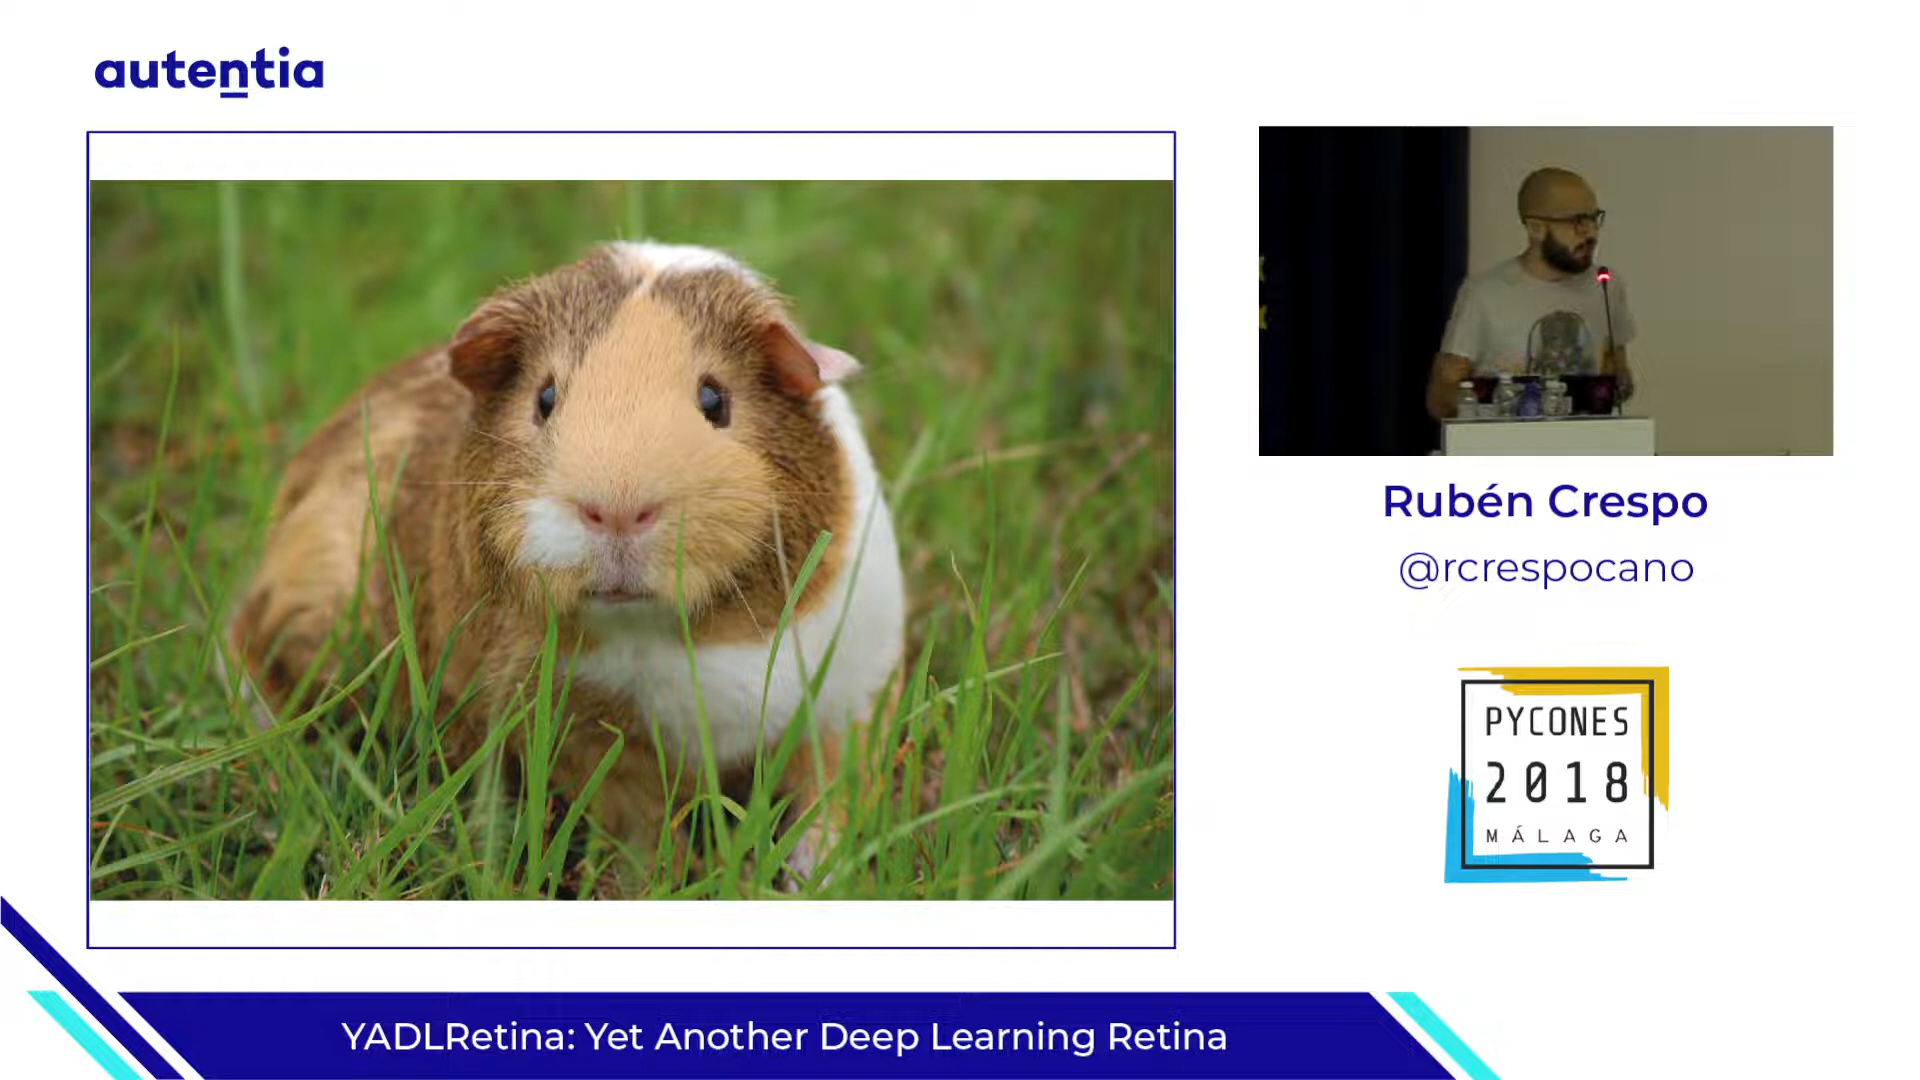 autentia
Rubén Crespo
@rcrespocano
PYCONES
2018
MÁLAGA
YADLRetina: Yet Another Deep Learning Retina